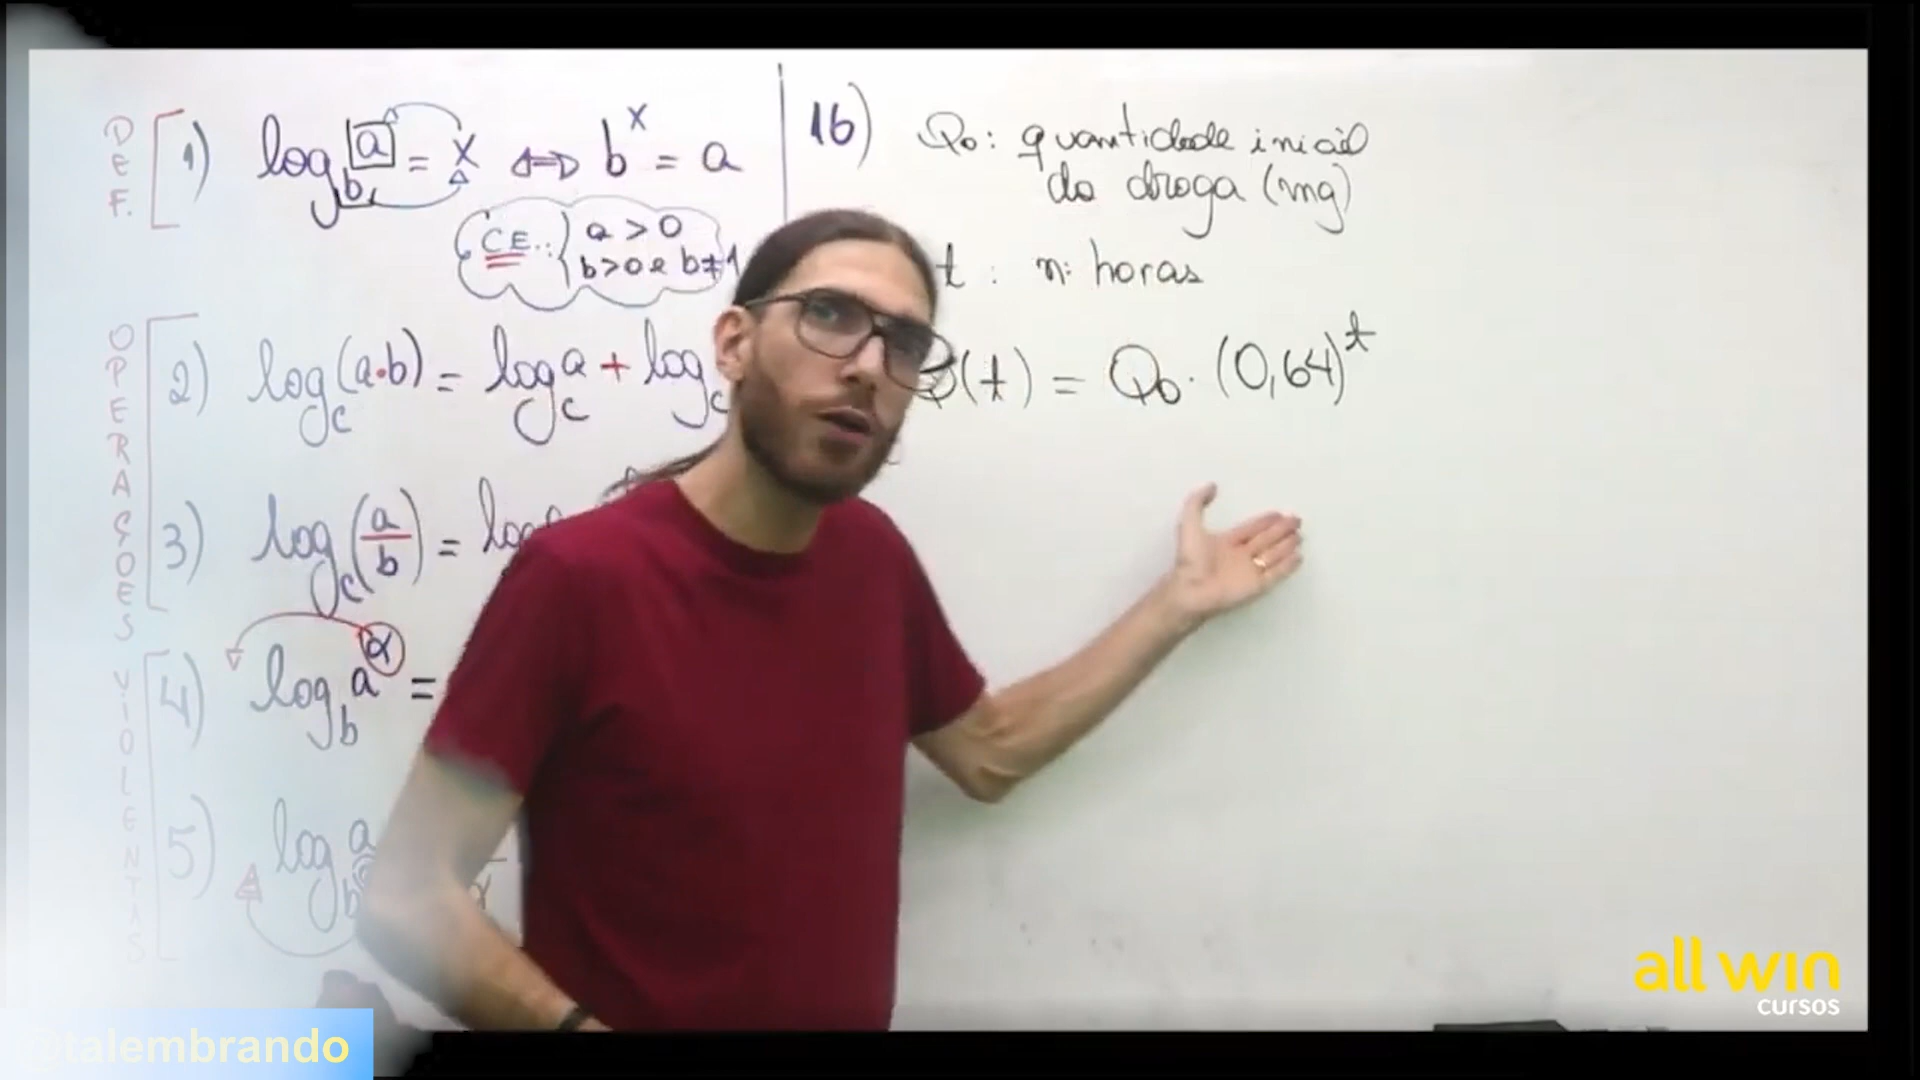 DEF.
1) log_b a = x ⇔ b^x = a
C.E.: { a > 0
b > 0 e b ≠ 1
OPERAÇÕES VIOLENTAS
2) log_c (a·b) = log_c a + log_c
3) log_c (a/b) = log
4) log_b a^α =
5) log_b a
16) Q₀: quantidade inicial
da droga (mg)
t : nº horas
Q(t) = Q₀ · (0,64)^t
all win
cursos
@talembrando